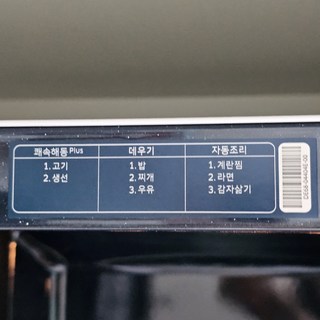 쾌속해동 Plus 데우기 자동조리
1. 고기 1. 밥 1. 계란찜
2. 생선 2. 찌개 2. 라면
3. 우유 3. 감자삶기